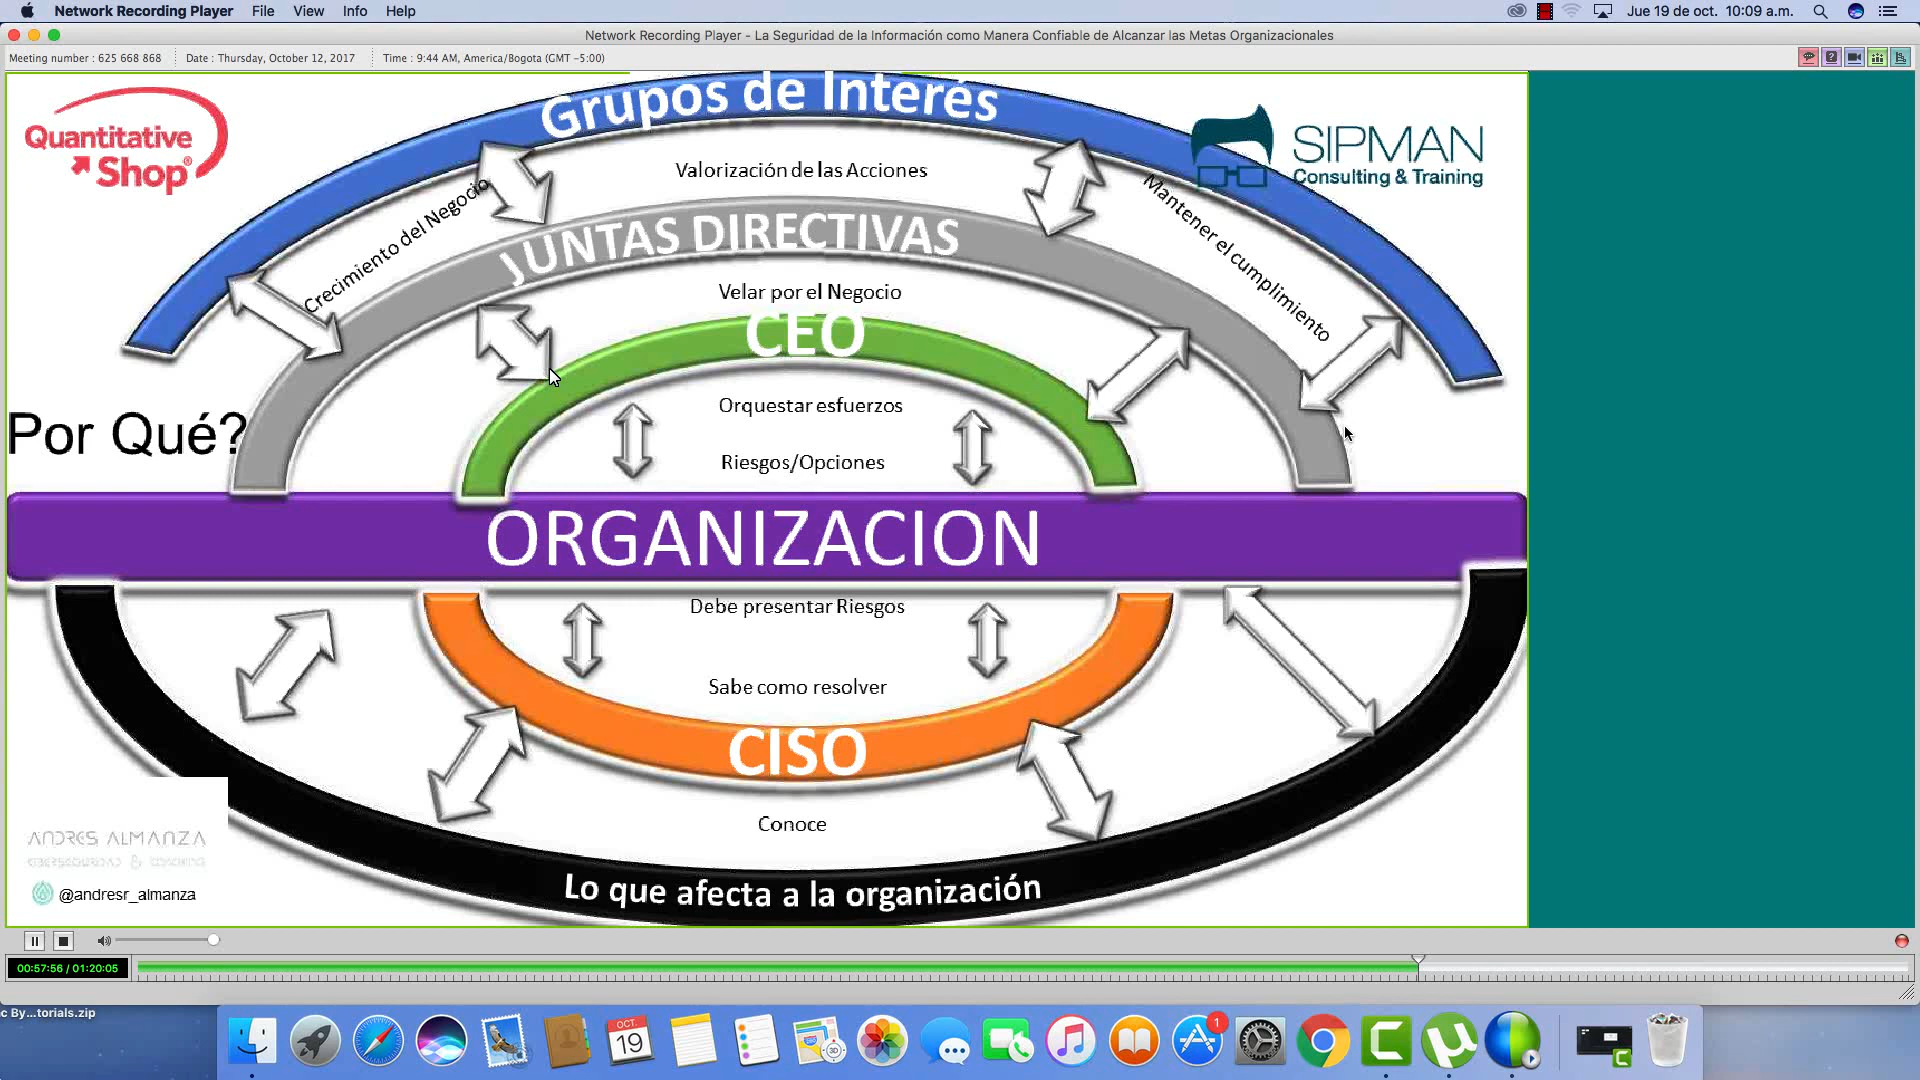 Network Recording Player File View Info Help Jue 19 de oct. 10:09 a.m.
Network Recording Player - La Seguridad de la Información como Manera Confiable de Alcanzar las Metas Organizacionales
Meeting number : 625 668 868 Date : Thursday, October 12, 2017 Time : 9:44 AM, America/Bogota (GMT -5:00)
Grupos de Interés
Quantitative
Shop®
SIPMAN
Consulting & Training
Valorización de las Acciones
Crecimiento del Negocio
Mantener el cumplimiento
JUNTAS DIRECTIVAS
Velar por el Negocio
CEO
Orquestar esfuerzos
Por Qué?
Riesgos/Opciones
ORGANIZACION
Debe presentar Riesgos
Sabe como resolver
CISO
Conoce
ANDRES ALMANZA
CIBERSEGURIDAD & COACHING
@andresr_almanza
Lo que afecta a la organización
00:57:56 / 01:20:05
c By...torials.zip
OCT.
19
3D
1